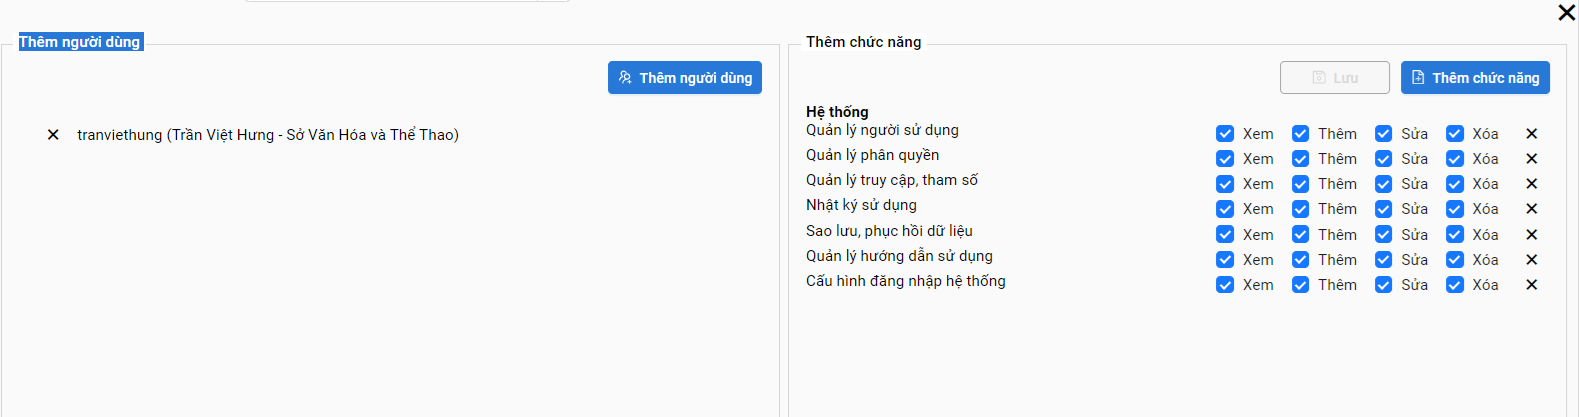 Thêm người dùng
Thêm người dùng
tranviethung (Trần Việt Hưng - Sở Văn Hóa và Thể Thao)
Thêm chức năng
Lưu Thêm chức năng
Hệ thống
Quản lý người sử dụng Xem Thêm Sửa Xóa
Quản lý phân quyền Xem Thêm Sửa Xóa
Quản lý truy cập, tham số Xem Thêm Sửa Xóa
Nhật ký sử dụng Xem Thêm Sửa Xóa
Sao lưu, phục hồi dữ liệu Xem Thêm Sửa Xóa
Quản lý hướng dẫn sử dụng Xem Thêm Sửa Xóa
Cấu hình đăng nhập hệ thống Xem Thêm Sửa Xóa